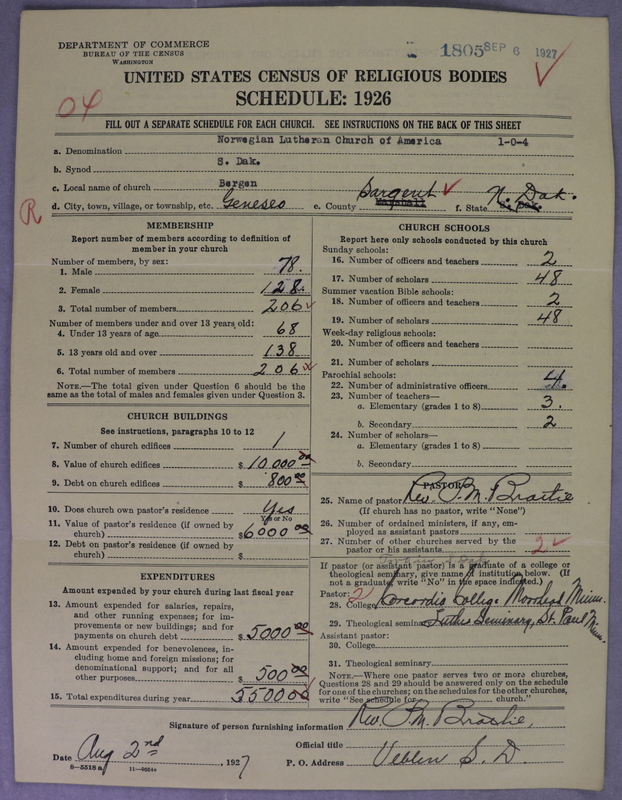 DEPARTMENT OF COMMERCE
BUREAU OF THE CENSUS
WASHINGTON
1805 SEP 6 1927
UNITED STATES CENSUS OF RELIGIOUS BODIES
04
SCHEDULE: 1926
FILL OUT A SEPARATE SCHEDULE FOR EACH CHURCH. SEE INSTRUCTIONS ON THE BACK OF THIS SHEET
a. Denomination Norwegian Lutheran Church of America 1-0-4
b. Synod S. Dak.
c. Local name of church Bergen
R d. City, town, village, or township, etc. Geneseo e. County Sargent f. State N. Dak.
MEMBERSHIP
Report number of members according to definition of
member in your church
Number of members, by sex:
1. Male 78.
2. Female 128.
3. Total number of members 206
Number of members under and over 13 years old:
4. Under 13 years of age 68
5. 13 years old and over 138
6. Total number of members 206
NOTE.—The total given under Question 6 should be
the same as the total of males and females given under Question 3.
CHURCH BUILDINGS
See instructions, paragraphs 10 to 12
7. Number of church edifices 1
8. Value of church edifices $ 10,000 00
9. Debt on church edifices $ 800 00
10. Does church own pastor's residence? Yes
Yes or No
11. Value of pastor's residence (if owned by
church) $ 6000 00
12. Debt on pastor's residence (if owned by
church) $
EXPENDITURES
Amount expended by your church during last fiscal year
13. Amount expended for salaries, repairs,
and other running expenses; for im-
provements or new buildings; and for
payments on church debt $ 5000 00
14. Amount expended for benevolences, in-
cluding home and foreign missions; for
denominational support; and for all
other purposes $ 500 00
15. Total expenditures during year 5500 00
CHURCH SCHOOLS
Report here only schools conducted by this church
Sunday schools:
16. Number of officers and teachers 2
17. Number of scholars 48
Summer vacation Bible schools:
18. Number of officers and teachers 2
19. Number of scholars 48
Week-day religious schools:
20. Number of officers and teachers
21. Number of scholars
Parochial schools:
22. Number of administrative officers 4.
23. Number of teachers—
a. Elementary (grades 1 to 8) 3.
b. Secondary 2
24. Number of scholars—
a. Elementary (grades 1 to 8)
b. Secondary
PASTOR
25. Name of pastor Rev.
(If church has no pastor, write "None")
26. Number of ordained ministers, if any, em-
ployed as assistant pastors
27. Number of other churches served by the
pastor or his assistants 2
If pastor (or assistant pastor) is a graduate of a college or
theological seminary, give name of institution below. (If
not a graduate, write "No" in the space indicated.)
Pastor: 2
28. College Concordia College Moorhead Minn.
29. Theological seminary Luther Seminary, St. Paul Minn.
Assistant pastor:
30. College
31. Theological seminary
NOTE.—Where one pastor serves two or more churches,
Questions 28 and 29 should be answered only on the schedule
for one of the churches; on the schedules for the other churches,
write "See schedule for church."
Signature of person furnishing information Rev.
Official title
Date Aug 2nd, 1927 P. O. Address Veblen S. D.
8—5518 a 11—9664a